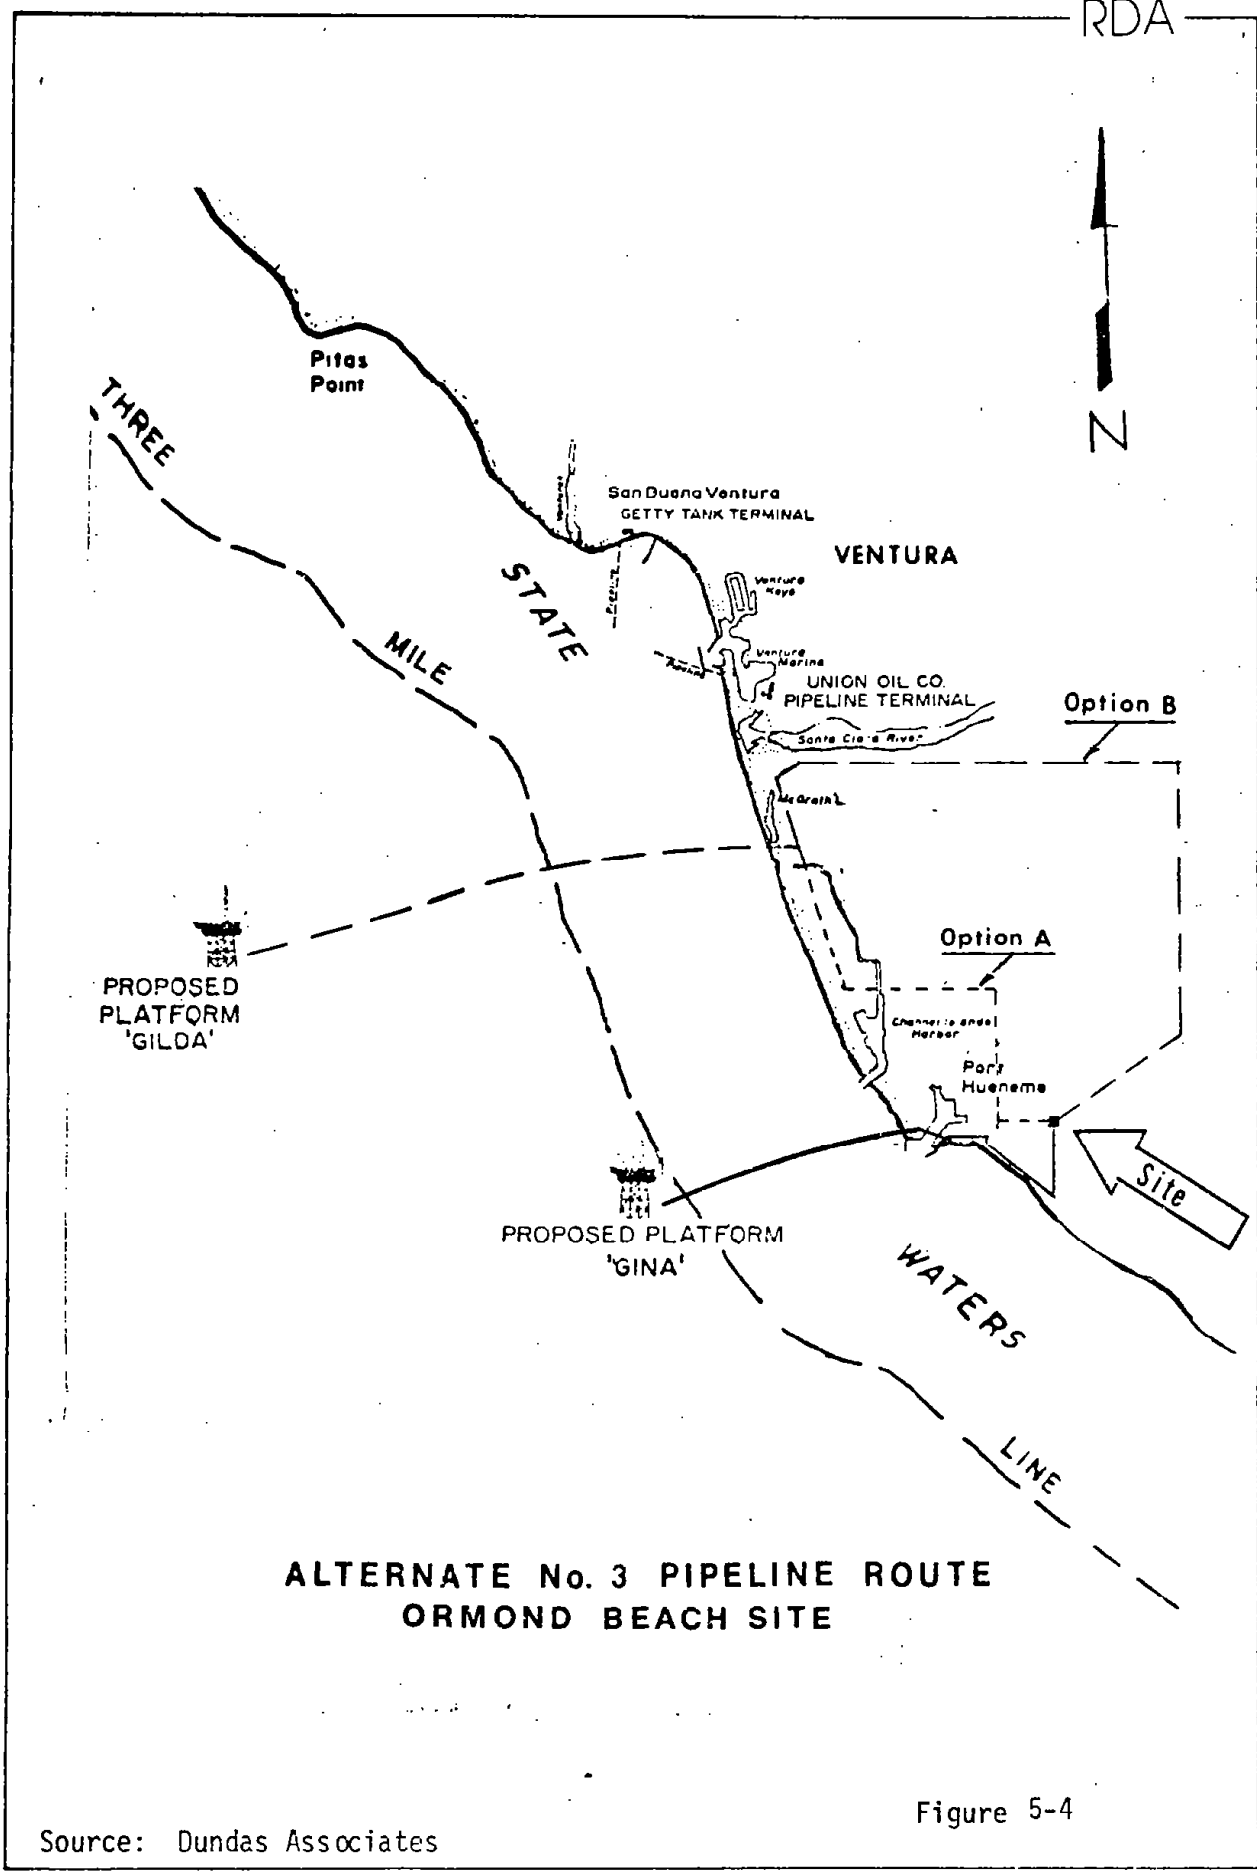 RDA
N
Pitas
Point
THREE
MILE
STATE
San Buena Ventura
GETTY TANK TERMINAL
VENTURA
Pipeline
Ventura
Keys
Ventura
Marina
Pipeline
UNION OIL CO.
PIPELINE TERMINAL
Santa Clara River
Option B
McGrath L
Option A
PROPOSED
PLATFORM
'GILDA'
Channel Islands
Harbor
Port
Hueneme
Site
PROPOSED PLATFORM
'GINA'
WATERS
LINE
ALTERNATE No. 3 PIPELINE ROUTE
ORMOND BEACH SITE
Figure 5-4
Source: Dundas Associates